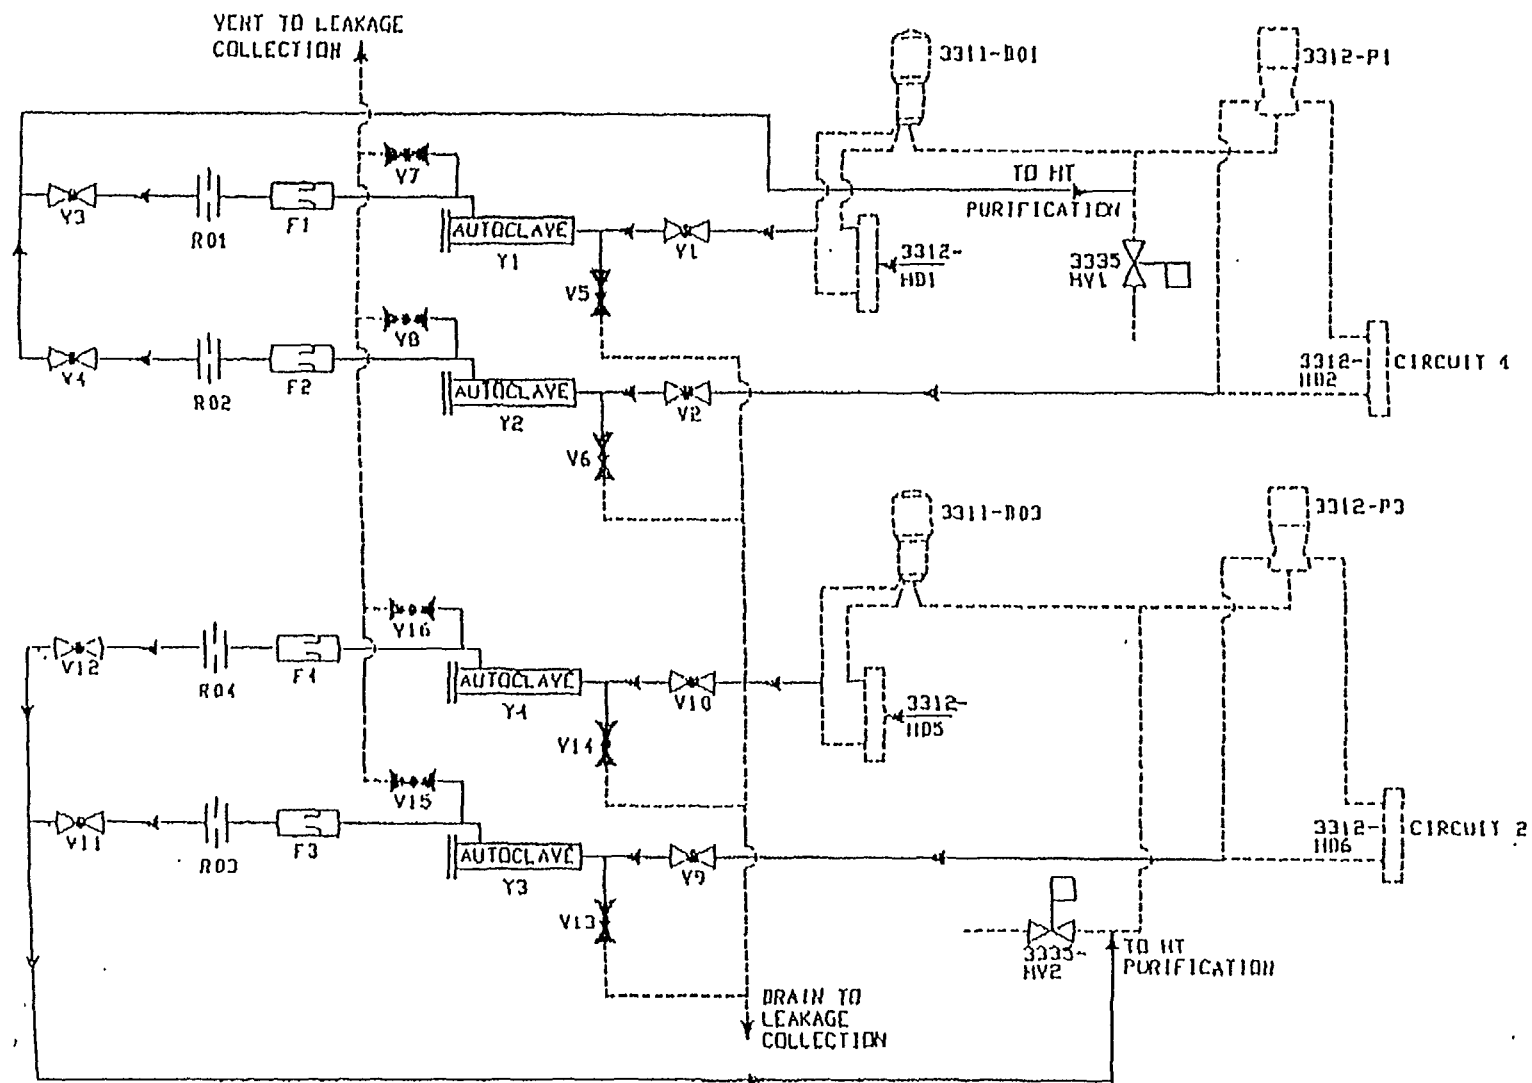 VENT TO LEAKAGE
COLLECTION
3311-B01
3312-P1
V7
TO HT
PURIFICATION
V3
R01
F1
AUTOCLAVE
Y1
V1
3312-
HD1
3335
MV1
V5
V8
V4
R02
F2
AUTOCLAVE
Y2
V2
3312-
HD2
CIRCUIT 1
V6
3311-B03
3312-P3
V16
V12
R04
F4
AUTOCLAVE
Y4
V10
3312-
HD5
V14
V15
V11
R03
F3
AUTOCLAVE
Y3
V9
3312-
HD6
CIRCUIT 2
V13
3335-
MV2
TO HT
PURIFICATION
DRAIN TO
LEAKAGE
COLLECTION